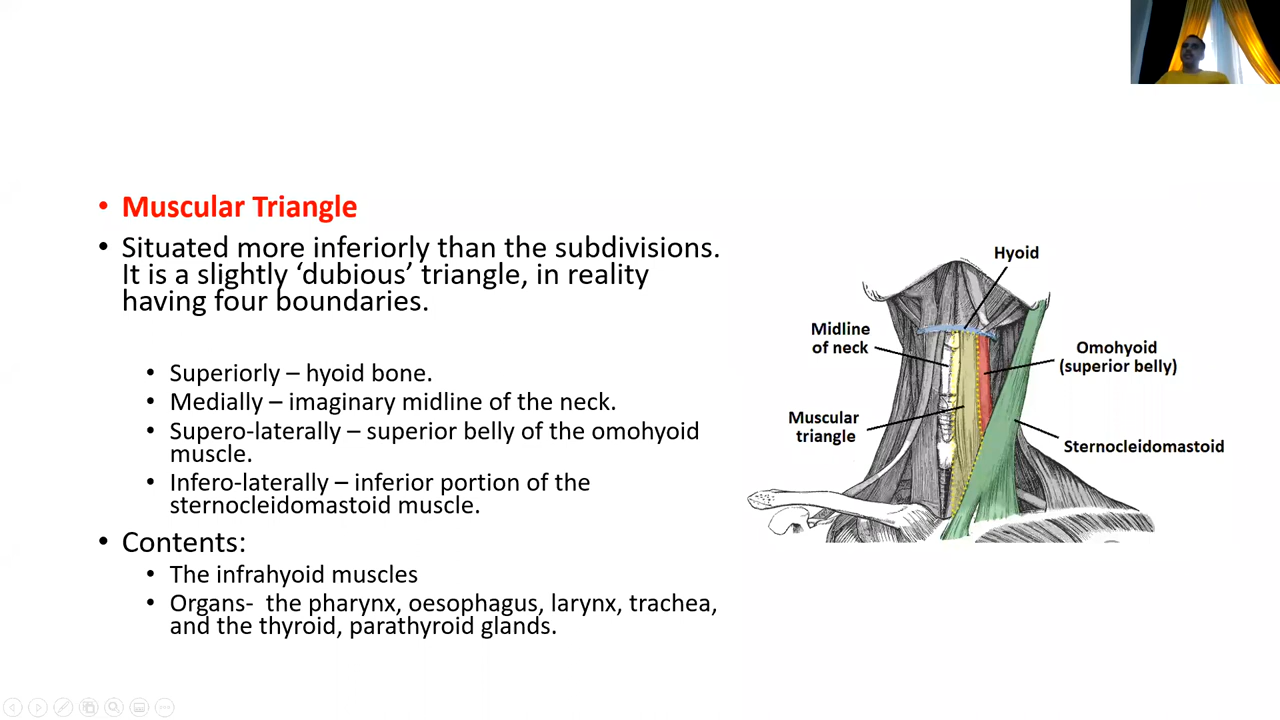 • Muscular Triangle
• Situated more inferiorly than the subdivisions.
It is a slightly ‘dubious’ triangle, in reality
having four boundaries.
• Superiorly – hyoid bone.
• Medially – imaginary midline of the neck.
• Supero-laterally – superior belly of the omohyoid
muscle.
• Infero-laterally – inferior portion of the
sternocleidomastoid muscle.
• Contents:
• The infrahyoid muscles
• Organs-  the pharynx, oesophagus, larynx, trachea,
and the thyroid, parathyroid glands.
Hyoid
Midline
of neck
Omohyoid
(superior belly)
Muscular
triangle
Sternocleidomastoid